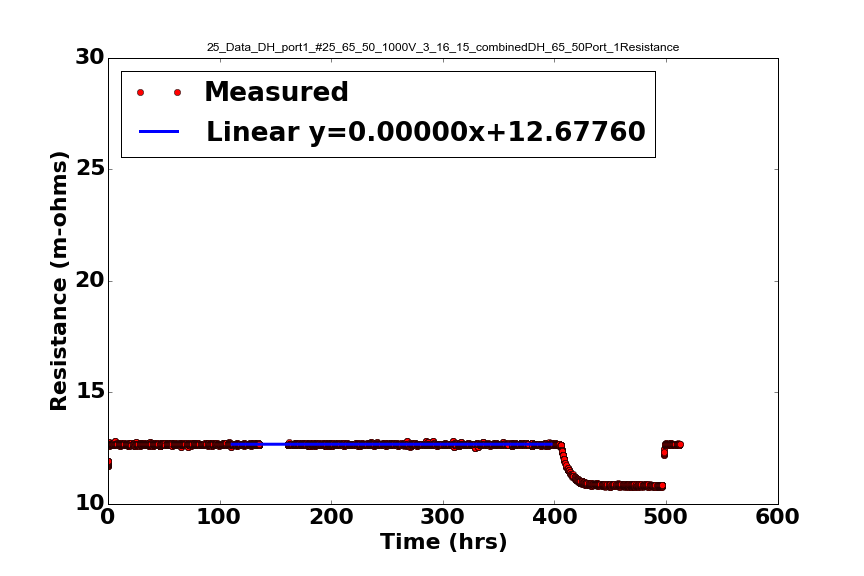 25_Data_DH_port1_#25_65_50_1000V_3_16_15_combinedDH_65_50Port_1Resistance
30
Measured
Linear y=0.00000x+12.67760
25
20
15
10
Resistance (m-ohms)
0 100 200 300 400 500 600
Time (hrs)